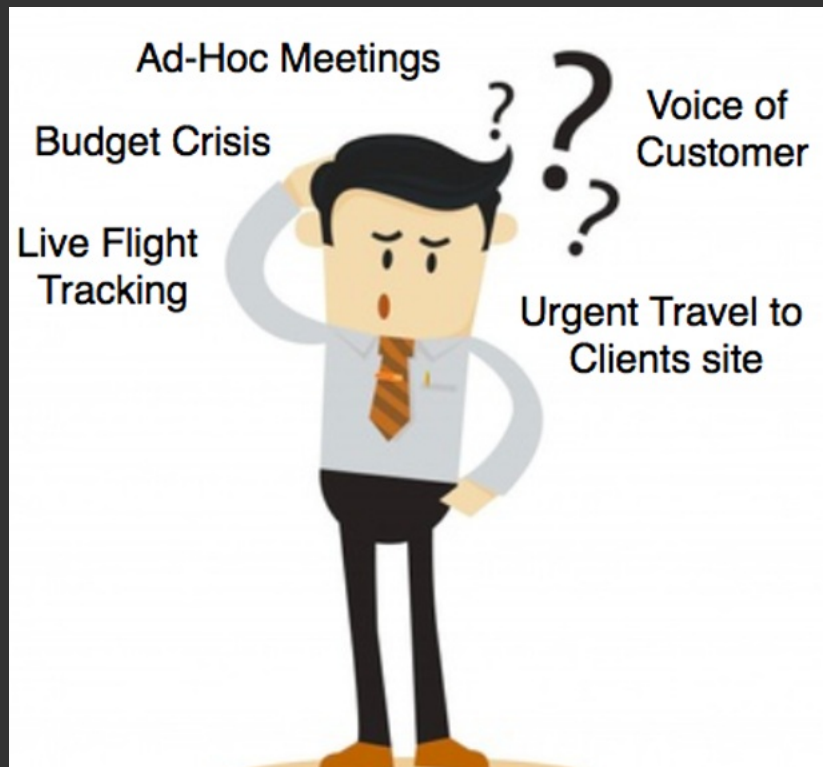 Ad-Hoc Meetings
?
?
Voice of
Customer
Budget Crisis
?
Live Flight
Tracking
Urgent Travel to
Clients site